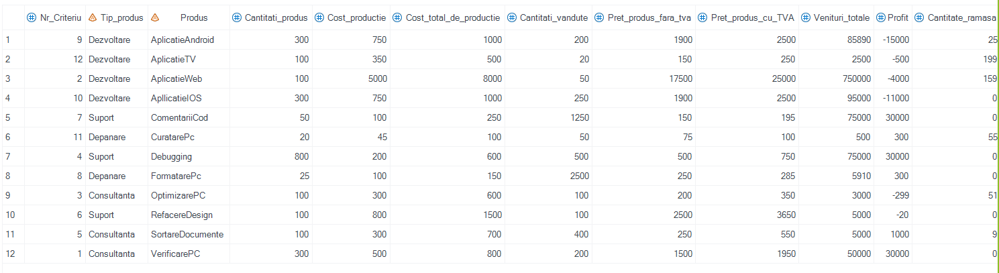 Nr_Criteriu Tip_produs Produs Cantitati_produs Cost_productie Cost_total_de_productie Cantitati_vandute Pret_produs_fara_tva Pret_produs_cu_TVA Venituri_totale Profit Cantitate_ramasa
1 9 Dezvoltare AplicatieAndroid 300 750 1000 200 1900 2500 85890 -15000 25
2 12 Dezvoltare AplicatieTV 100 350 500 20 150 250 2500 -500 199
3 2 Dezvoltare AplicatieWeb 100 5000 8000 50 17500 25000 750000 -4000 159
4 10 Dezvoltare ApllicatieIOS 300 750 1000 250 1900 2500 95000 -11000 0
5 7 Suport ComentariiCod 50 100 250 1250 150 195 75000 30000 0
6 11 Depanare CuratarePc 20 45 100 50 75 100 500 300 55
7 4 Suport Debugging 800 200 600 500 500 750 75000 30000 0
8 8 Depanare FormatarePc 25 100 150 2500 250 285 5910 300 0
9 3 Consultanta OptimizarePC 100 300 600 100 200 350 3000 -299 51
10 6 Suport RefacereDesign 100 800 1500 100 2500 3650 5000 -20 0
11 5 Consultanta SortareDocumente 100 300 700 400 250 550 5000 1000 9
12 1 Consultanta VerificarePC 300 500 800 200 1500 1950 50000 30000 0